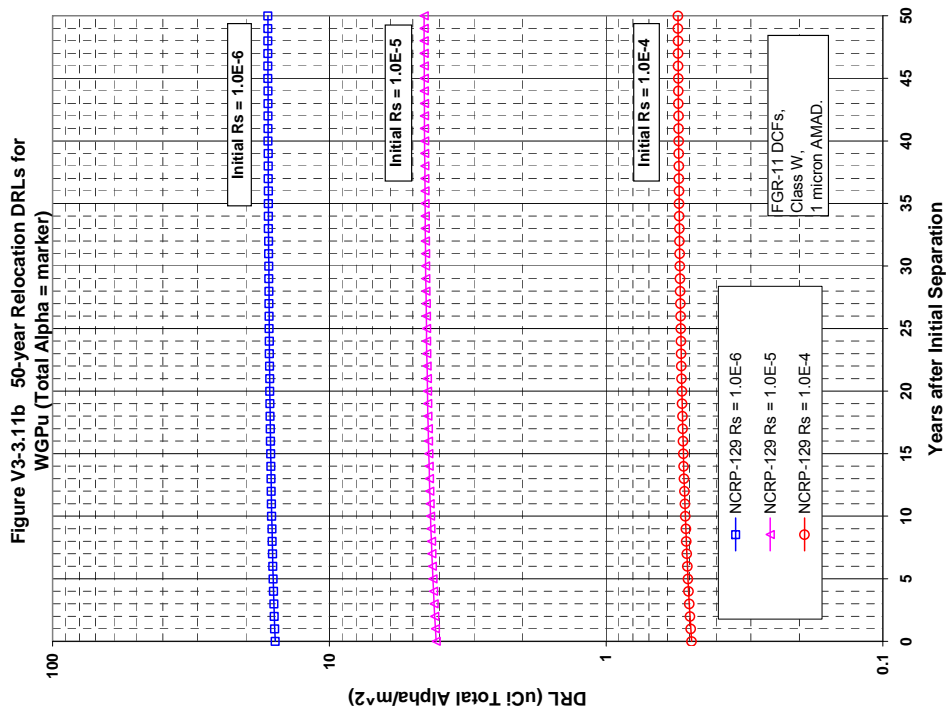 Figure V3-3.11b 50-year Relocation DRLs for
WGPu (Total Alpha = marker)
DRL (uCi Total Alpha/m^2)
100
10
1
0.1
Initial Rs = 1.0E-6
Initial Rs = 1.0E-5
Initial Rs = 1.0E-4
NCRP-129 Rs = 1.0E-6
NCRP-129 Rs = 1.0E-5
NCRP-129 Rs = 1.0E-4
FGR-11 DCFs,
Class W,
1 micron AMAD.
0
5
10
15
20
25
30
35
40
45
50
Years after Initial Separation